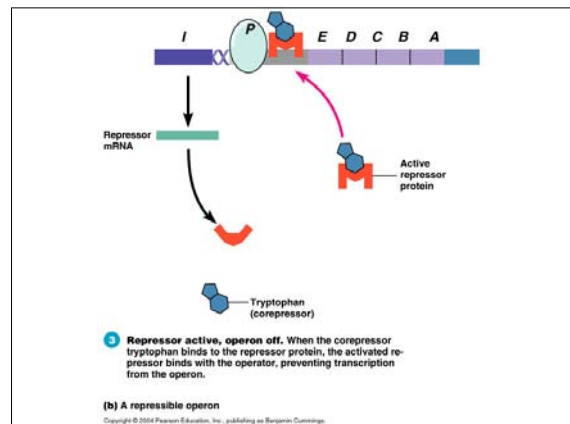 I P E D C B A
Repressor
mRNA
Active
repressor
protein
Tryptophan
(corepressor)
3 Repressor active, operon off. When the corepressor
tryptophan binds to the repressor protein, the activated re-
pressor binds with the operator, preventing transcription
from the operon.
(b) A repressible operon
Copyright © 2004 Pearson Education, Inc., publishing as Benjamin Cummings.